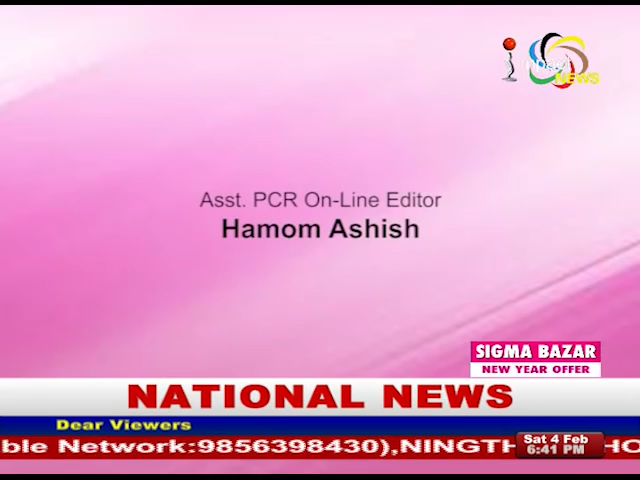 NEWS
Asst. PCR On-Line Editor
Hamom Ashish
SIGMA BAZAR
NEW YEAR OFFER
NATIONAL NEWS
Dear Viewers
ble Network:9856398430),NINGTH
Sat 4 Feb
6:41 PM